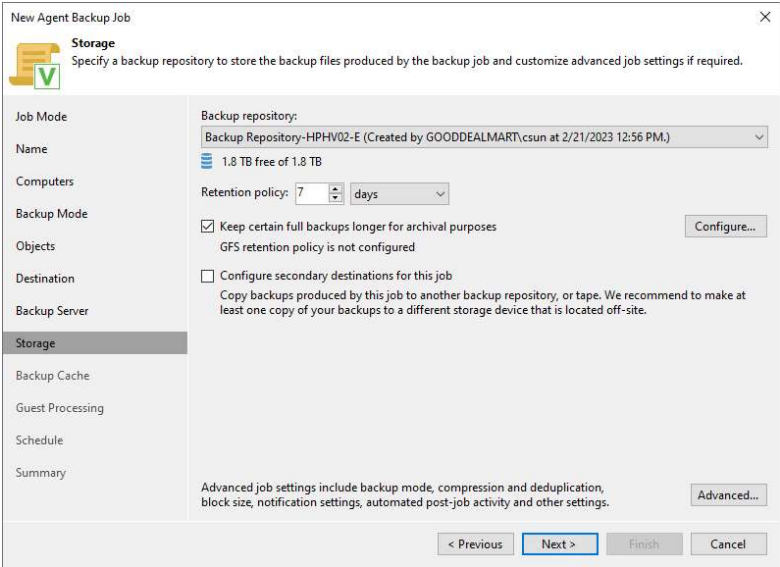 New Agent Backup Job
Storage
Specify a backup repository to store the backup files produced by the backup job and customize advanced job settings if required.
Job Mode
Name
Computers
Backup Mode
Objects
Destination
Backup Server
Storage
Backup Cache
Guest Processing
Schedule
Summary
Backup repository:
Backup Repository-HPHV02-E (Created by GOODDEALMART\csun at 2/21/2023 12:56 PM.)
1.8 TB free of 1.8 TB
Retention policy: 7 days
Keep certain full backups longer for archival purposes
Configure...
GFS retention policy is not configured
Configure secondary destinations for this job
Copy backups produced by this job to another backup repository, or tape. We recommend to make at
least one copy of your backups to a different storage device that is located off-site.
Advanced job settings include backup mode, compression and deduplication,
block size, notification settings, automated post-job activity and other settings.
Advanced...
< Previous
Next >
Finish
Cancel